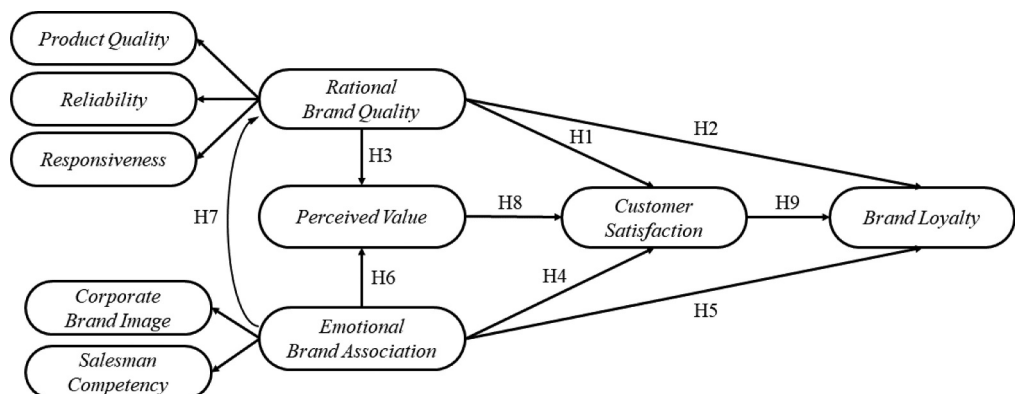 Product Quality
Reliability
Responsiveness
Rational
Brand Quality
H1
H2
H3
H7
Perceived Value
H8
Customer
Satisfaction
H9
Brand Loyalty
H6
H4
H5
Corporate
Brand Image
Salesman
Competency
Emotional
Brand Association